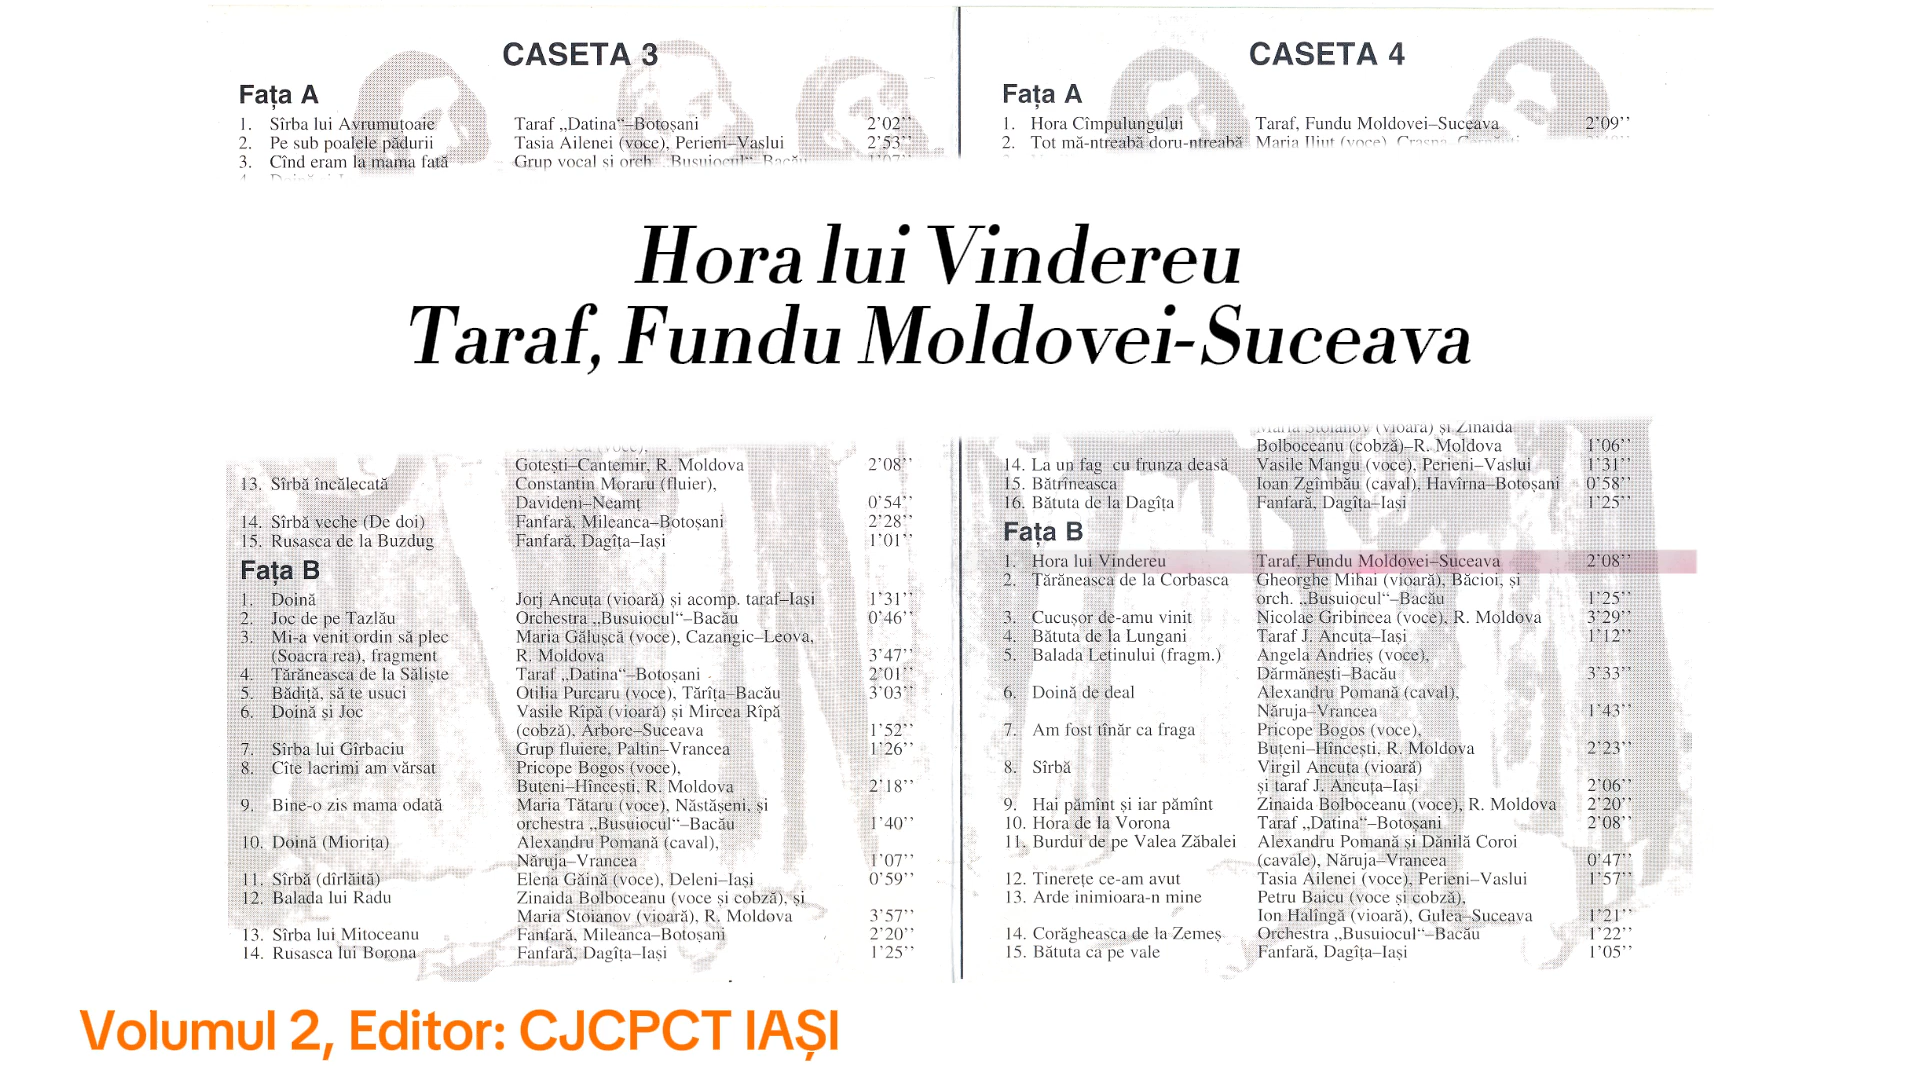 CASETA 3
Fața A
1. Sîrba lui Avrumuțoaie Taraf „Datina“–Botoșani 2’02’’
2. Pe sub poalele pădurii Tasia Ailenei (voce), Perieni–Vaslui 2’53’’
3. Cînd eram la mama fată Grup vocal și orch. „Busuiocul“–Bacău 1’07’’
CASETA 4
Fața A
1. Hora Cîmpulungului Taraf, Fundu Moldovei–Suceava 2’09’’
2. Tot mă-ntreabă doru-ntreabă Maria Iliuț (voce), Crasna
Hora lui Vindereu
Taraf, Fundu Moldovei-Suceava
Gotești–Cantemir, R. Moldova 2’08’’
13. Sîrbă încălecată Constantin Moraru (fluier),
Davideni–Neamț 0’54’’
14. Sîrbă veche (De doi) Fanfară, Mileanca–Botoșani 2’28’’
15. Rusasca de la Buzdug Fanfară, Dagîța–Iași 1’01’’
Fața B
1. Doină Jorj Ancuța (vioară) și acomp. taraf–Iași 1’31’’
2. Joc de pe Tazlău Orchestra „Busuiocul“–Bacău 0’46’’
3. Mi-a venit ordin să plec Maria Gălușcă (voce), Cazangic–Leova,
(Soacra rea), fragment R. Moldova 3’47’’
4. Tărăneasca de la Săliște Taraf „Datina“–Botoșani 2’01’’
5. Bădiță, să te usuci Otilia Purcaru (voce), Tărîța–Bacău 3’03’’
6. Doină și Joc Vasile Rîpă (vioară) și Mircea Rîpă
(cobză), Arbore–Suceava 1’52’’
7. Sîrba lui Gîrbaciu Grup fluiere, Paltin–Vrancea 1’26’’
8. Cîte lacrimi am vărsat Pricope Bogos (voce),
Buțeni–Hîncești, R. Moldova 2’18’’
9. Bine-o zis mama odată Maria Tătaru (voce), Năstășeni, și
orchestra „Busuiocul“–Bacău 1’40’’
10. Doină (Miorița) Alexandru Pomană (caval),
Năruja–Vrancea 1’07’’
11. Sîrbă (dîrlăită) Elena Găină (voce), Deleni–Iași 0’59’’
12. Balada lui Radu Zinaida Bolboceanu (voce și cobză), și
Maria Stoianov (vioară), R. Moldova 3’57’’
13. Sîrba lui Mitoceanu Fanfară, Mileanca–Botoșani 2’20’’
14. Rusasca lui Borona Fanfară, Dagîța–Iași 1’25’’
Maria Stoianov (vioară) și Zinaida
Bolboceanu (cobză)–R. Moldova 1’06’’
14. La un fag cu frunza deasă Vasile Mangu (voce), Perieni–Vaslui 1’31’’
15. Bătrîneasca Ioan Zgîmbău (caval), Havîrna–Botoșani 0’58’’
16. Bătuta de la Dagîța Fanfară, Dagîța–Iași 1’25’’
Fața B
1. Hora lui Vindereu Taraf, Fundu Moldovei–Suceava 2’08’’
2. Tărăneasca de la Corbasca Gheorghe Mihai (vioară), Băcioi, și
orch. „Busuiocul“–Bacău 1’25’’
3. Cucușor de-amu vinit Nicolae Gribincea (voce), R. Moldova 3’29’’
4. Bătuta de la Lungani Taraf J. Ancuța–Iași 1’12’’
5. Balada Letinului (fragm.) Angela Andrieș (voce),
Dărmănești–Bacău 3’33’’
6. Doină de deal Alexandru Pomană (caval),
Năruja–Vrancea 1’43’’
7. Am fost tînăr ca fraga Pricope Bogos (voce),
Buțeni–Hîncești, R. Moldova 2’23’’
8. Sîrbă Virgil Ancuța (vioară)
și taraf J. Ancuța–Iași 2’06’’
9. Hai pămînt și iar pămînt Zinaida Bolboceanu (voce), R. Moldova 2’20’’
10. Hora de la Vorona Taraf „Datina“–Botoșani 2’08’’
11. Burdui de pe Valea Zăbalei Alexandru Pomană și Dănilă Coroi
(cavale), Năruja–Vrancea 0’47’’
12. Tinerețe ce-am avut Tasia Ailenei (voce), Perieni–Vaslui 1’57’’
13. Arde inimioara-n mine Petru Baicu (voce și cobză),
Ion Halîngă (vioară), Gulea–Suceava 1’21’’
14. Corăgheasca de la Zemeș Orchestra „Busuiocul“–Bacău 1’22’’
15. Bătuta ca pe vale Fanfară, Dagîța–Iași 1’05’’
Volumul 2, Editor: CJCPCT IAȘI